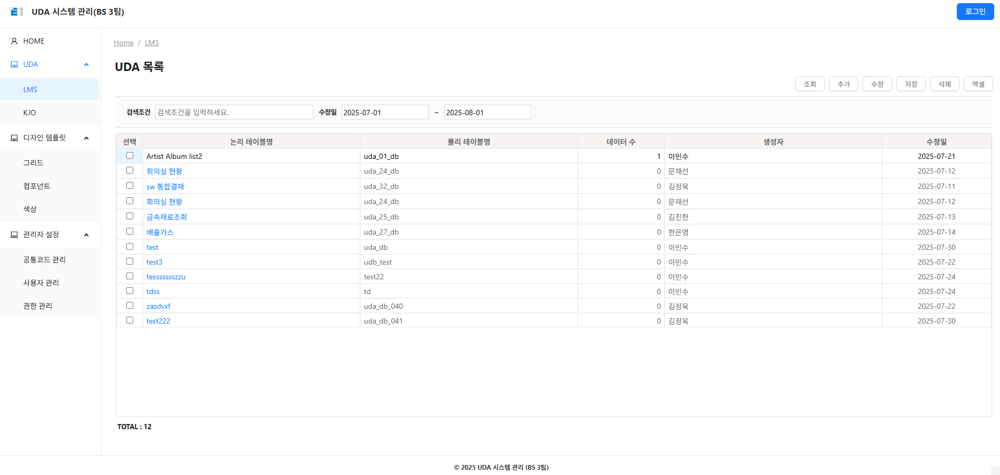 E1 UDA 시스템 관리(BS 3팀)
로그인
HOME
UDA
LMS
KJO
디자인 템플릿
그리드
컴포넌트
색상
관리자 설정
공통코드 관리
사용자 관리
권한 관리
Home / LMS
UDA 목록
조회 추가 수정 저장 삭제 엑셀
검색조건 검색조건을 입력하세요. 수정일 2025-07-01 ~ 2025-08-01
선택 논리 테이블명 물리 테이블명 데이터 수 생성자 수정일
Artist Album list2 uda_01_db 1 이민수 2025-07-21
회의실 현황 uda_24_db 0 문재선 2025-07-12
sw 통합결재 uda_32_db 0 김정욱 2025-07-11
회의실 현황 uda_24_db 0 문재선 2025-07-12
금속재료조회 uda_25_db 0 김진한 2025-07-13
배출가스 uda_27_db 0 한은영 2025-07-14
test uda_db 0 이민수 2025-07-30
test3 udb_test 0 이민수 2025-07-22
tesssssssszzu test22 0 이민수 2025-07-24
tdss td 0 이민수 2025-07-24
zasdvxf uda_db_040 0 김정욱 2025-07-22
test222 uda_db_041 0 김정욱 2025-07-30
TOTAL : 12
© 2025 UDA 시스템 관리 (BS 3팀)